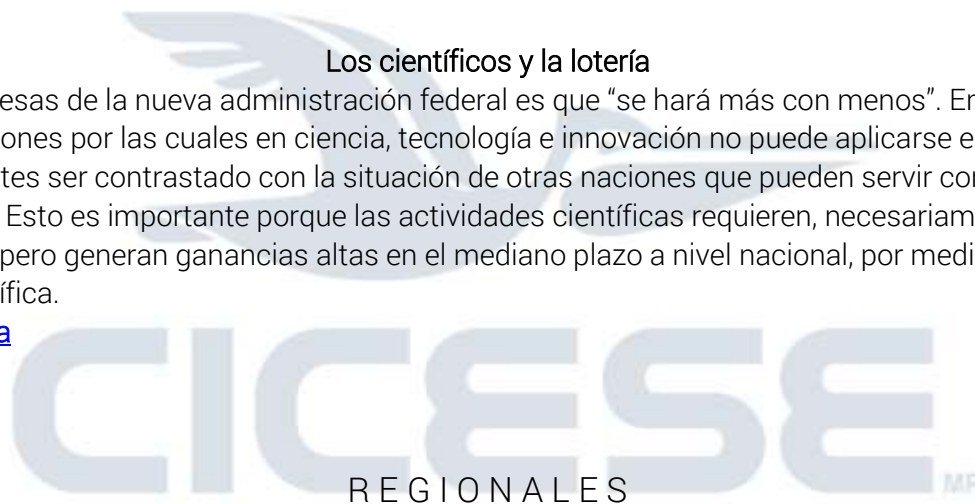 Los científicos y la lotería
esas de la nueva administración federal es que “se hará más con menos”. En
ones por las cuales en ciencia, tecnología e innovación no puede aplicarse e
tes ser contrastado con la situación de otras naciones que pueden servir con
Esto es importante porque las actividades científicas requieren, necesariam
pero generan ganancias altas en el mediano plazo a nivel nacional, por medi
ífica.
a
CICESE
REGIONALES